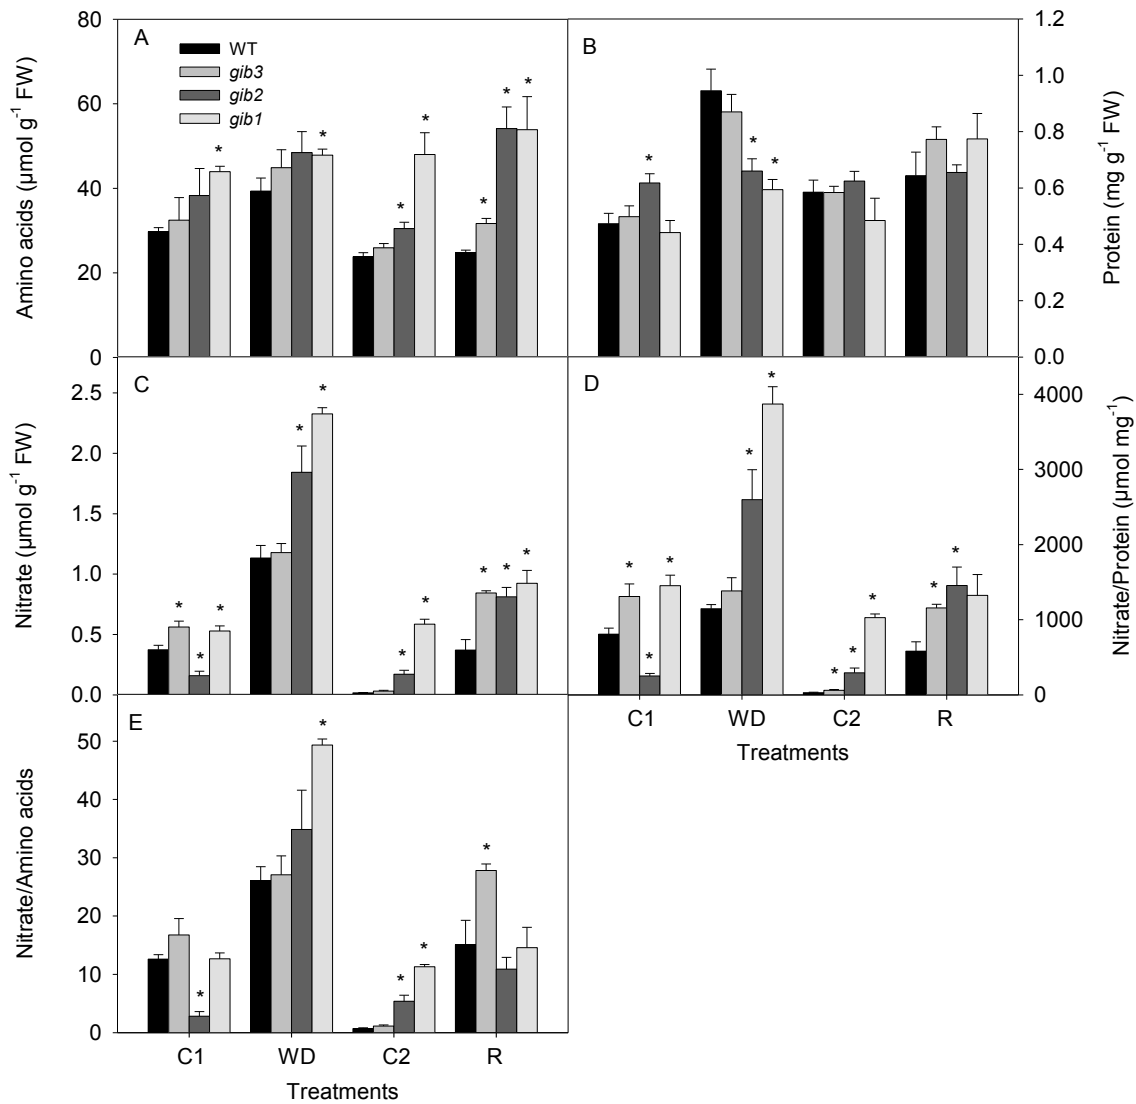 A
WT
gib3
gib2
gib1
Amino acids (µmol g⁻¹ FW)
80
60
40
20
0
* * * * * * *
B
Protein (mg g⁻¹ FW)
1.2
1.0
0.8
0.6
0.4
0.2
0.0
* * *
C
Nitrate (µmol g⁻¹ FW)
2.5
2.0
1.5
1.0
0.5
0.0
* * * * * * * * * *
D
Nitrate/Protein (µmol mg⁻¹)
4000
3000
2000
1000
0
* * * * * * * * * *
C1 WD C2 R
Treatments
E
Nitrate/Amino acids
50
40
30
20
10
0
* * * * *
C1 WD C2 R
Treatments